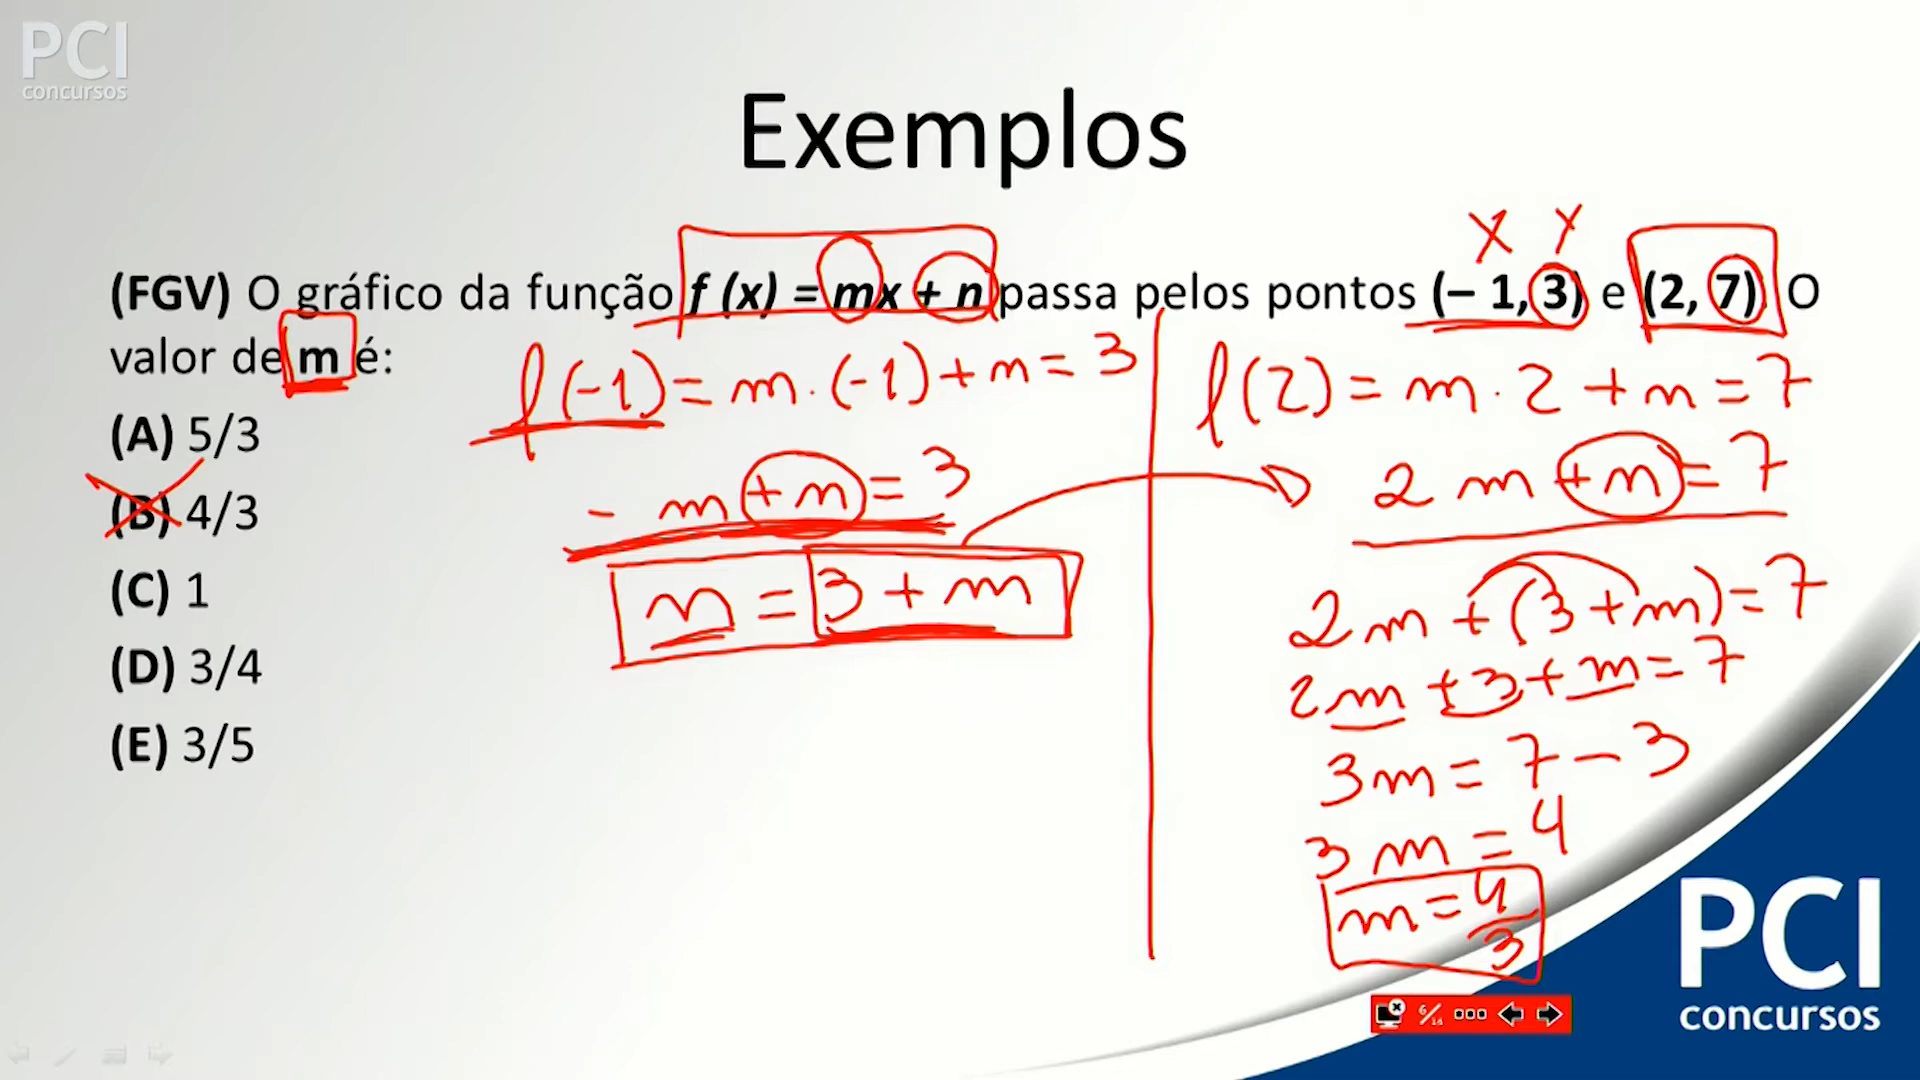 PCI
concursos
Exemplos
X Y
(FGV) O gráfico da função f (x) = mx + n passa pelos pontos (– 1, 3) e (2, 7). O
valor de m é:
(A) 5/3
(B) 4/3
(C) 1
(D) 3/4
(E) 3/5
f(-1) = m . (-1) + n = 3
- m + n = 3
n = 3 + m
f(2) = m . 2 + n = 7
2 m + n = 7
2m + (3 + m) = 7
2m + 3 + m = 7
3m = 7 - 3
3 m = 4
m = 4/3
PCI
concursos